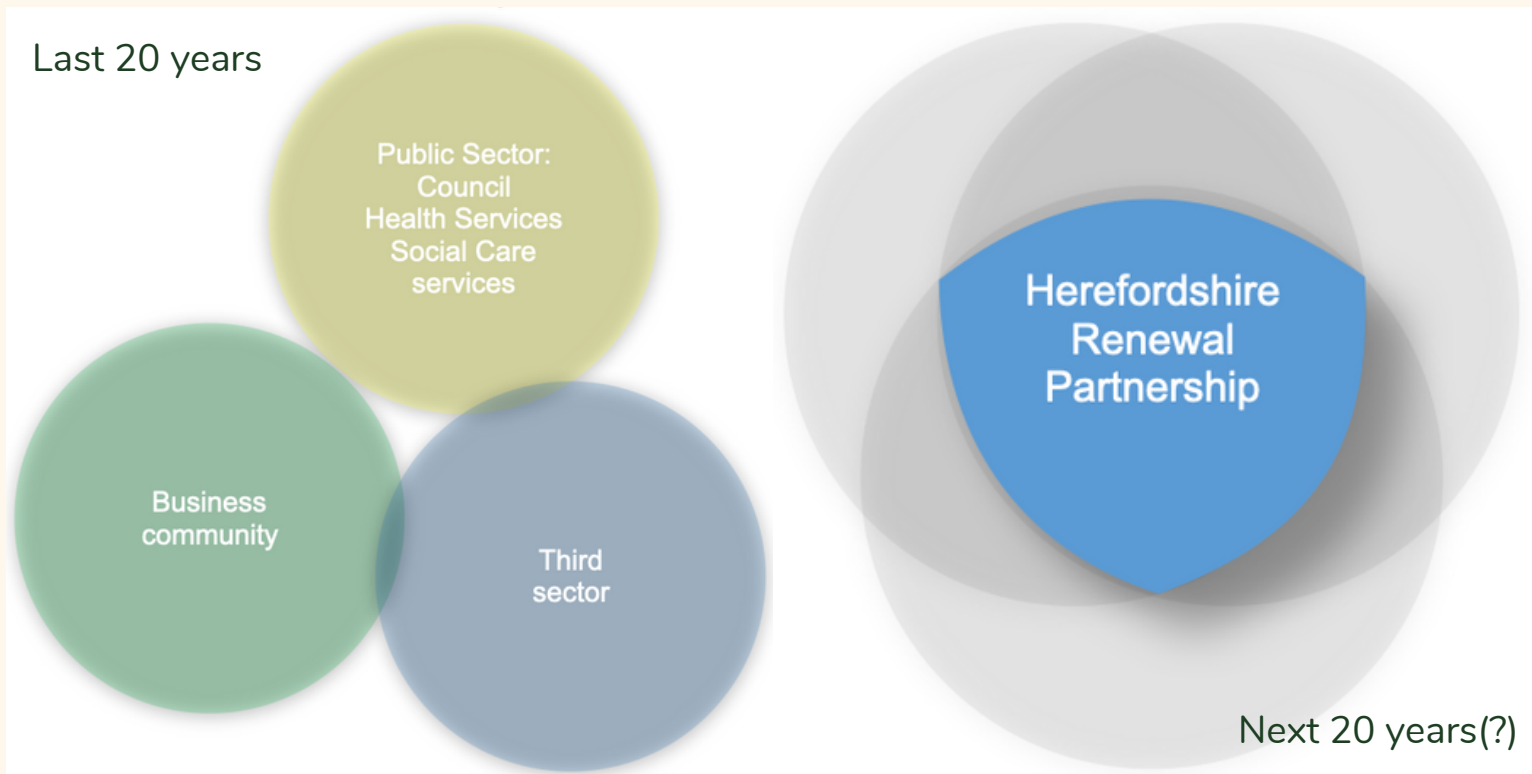 Last 20 years
Public Sector:
Council
Health Services
Social Care
services
Business
community
Third
sector
Herefordshire
Renewal
Partnership
Next 20 years(?)